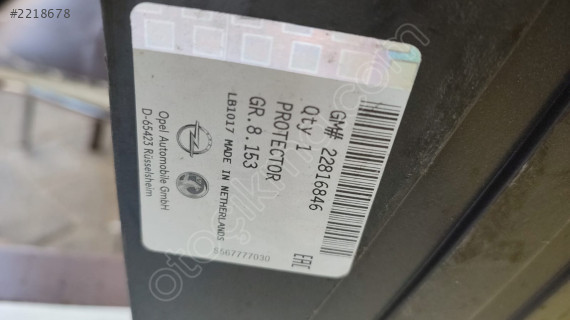 #2218678
GM# 22816846
Qty 1
PROTECTOR
GR.8.153
LB1017 MADE IN NETHERLANDS
S567777030
EAC
Opel Automobile GmbH
D-65423 Rüsselsheim